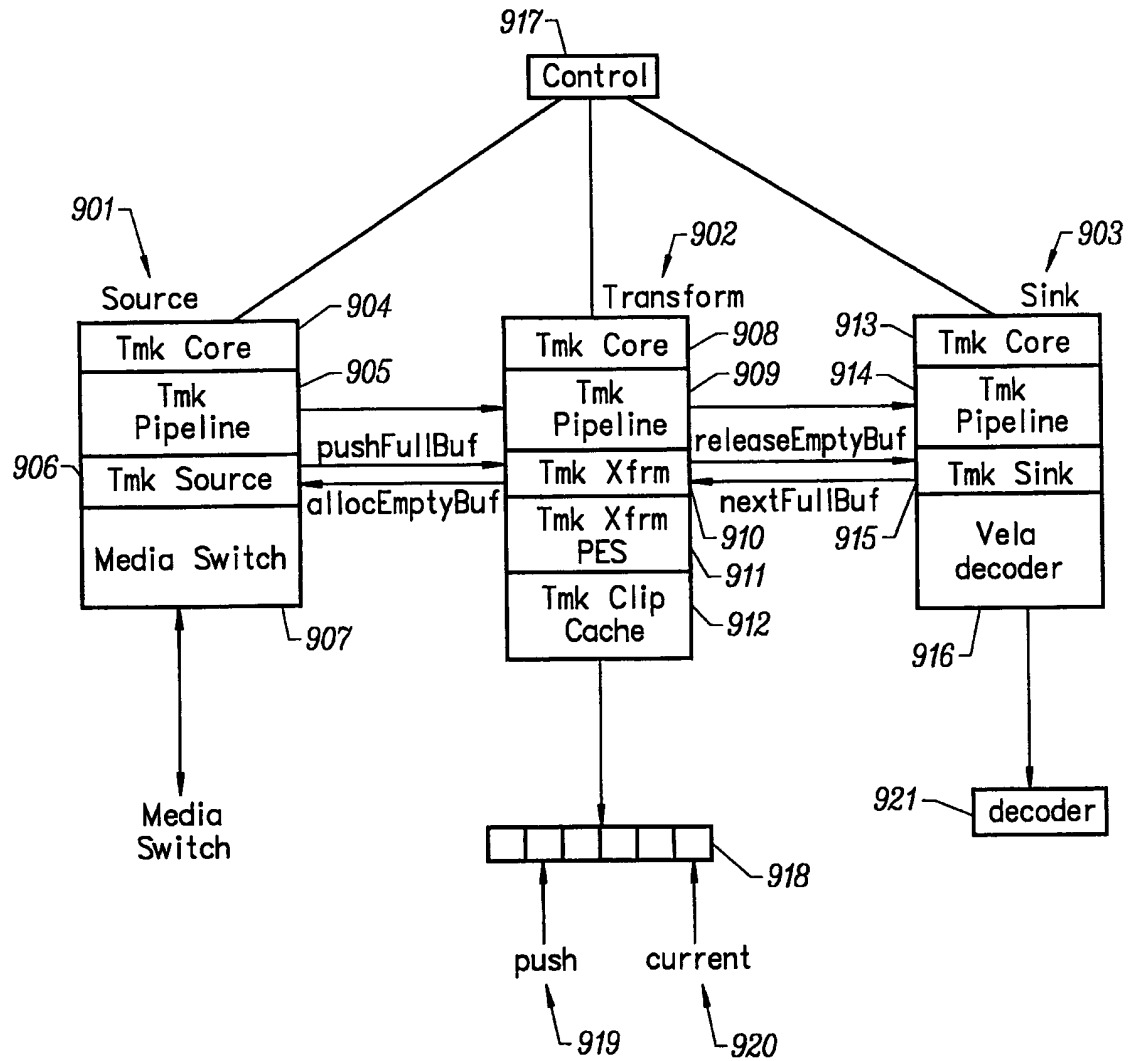 917
Control
901
902
903
Source
904
Transform
Sink
Tmk Core
905
Tmk
Pipeline
pushFullBuf
906
Tmk Source
allocEmptyBuf
Media Switch
907
Media
Switch
Tmk Core
908
909
Tmk
Pipeline
releaseEmptyBuf
Tmk Xfrm
nextFullBuf
910
Tmk Xfrm
PES
911
Tmk Clip
Cache
912
913
Tmk Core
914
Tmk
Pipeline
Tmk Sink
915
Vela
decoder
916
921
decoder
918
push
current
919
920